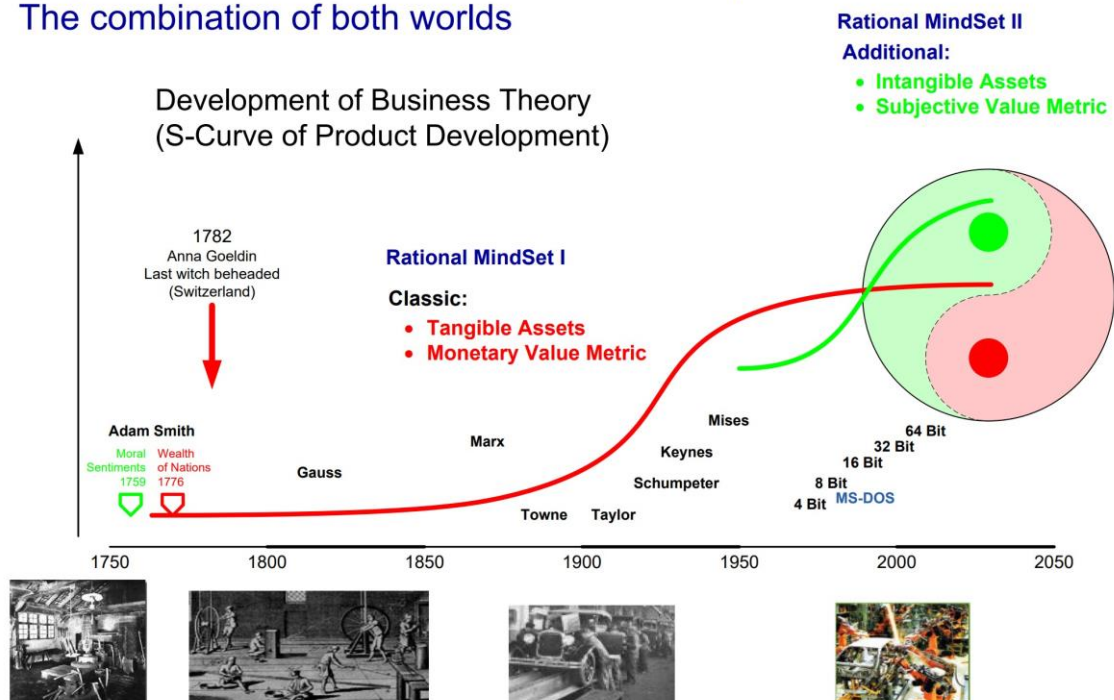 The combination of both worlds
Rational MindSet II
Additional:
• Intangible Assets
• Subjective Value Metric
Development of Business Theory
(S-Curve of Product Development)
1782
Anna Goeldin
Last witch beheaded
(Switzerland)
Rational MindSet I
Classic:
• Tangible Assets
• Monetary Value Metric
Adam Smith
Moral
Sentiments
1759
Wealth
of Nations
1776
Gauss
Marx
Towne
Taylor
Schumpeter
Keynes
Mises
64 Bit
32 Bit
16 Bit
8 Bit
MS-DOS
4 Bit
1750
1800
1850
1900
1950
2000
2050